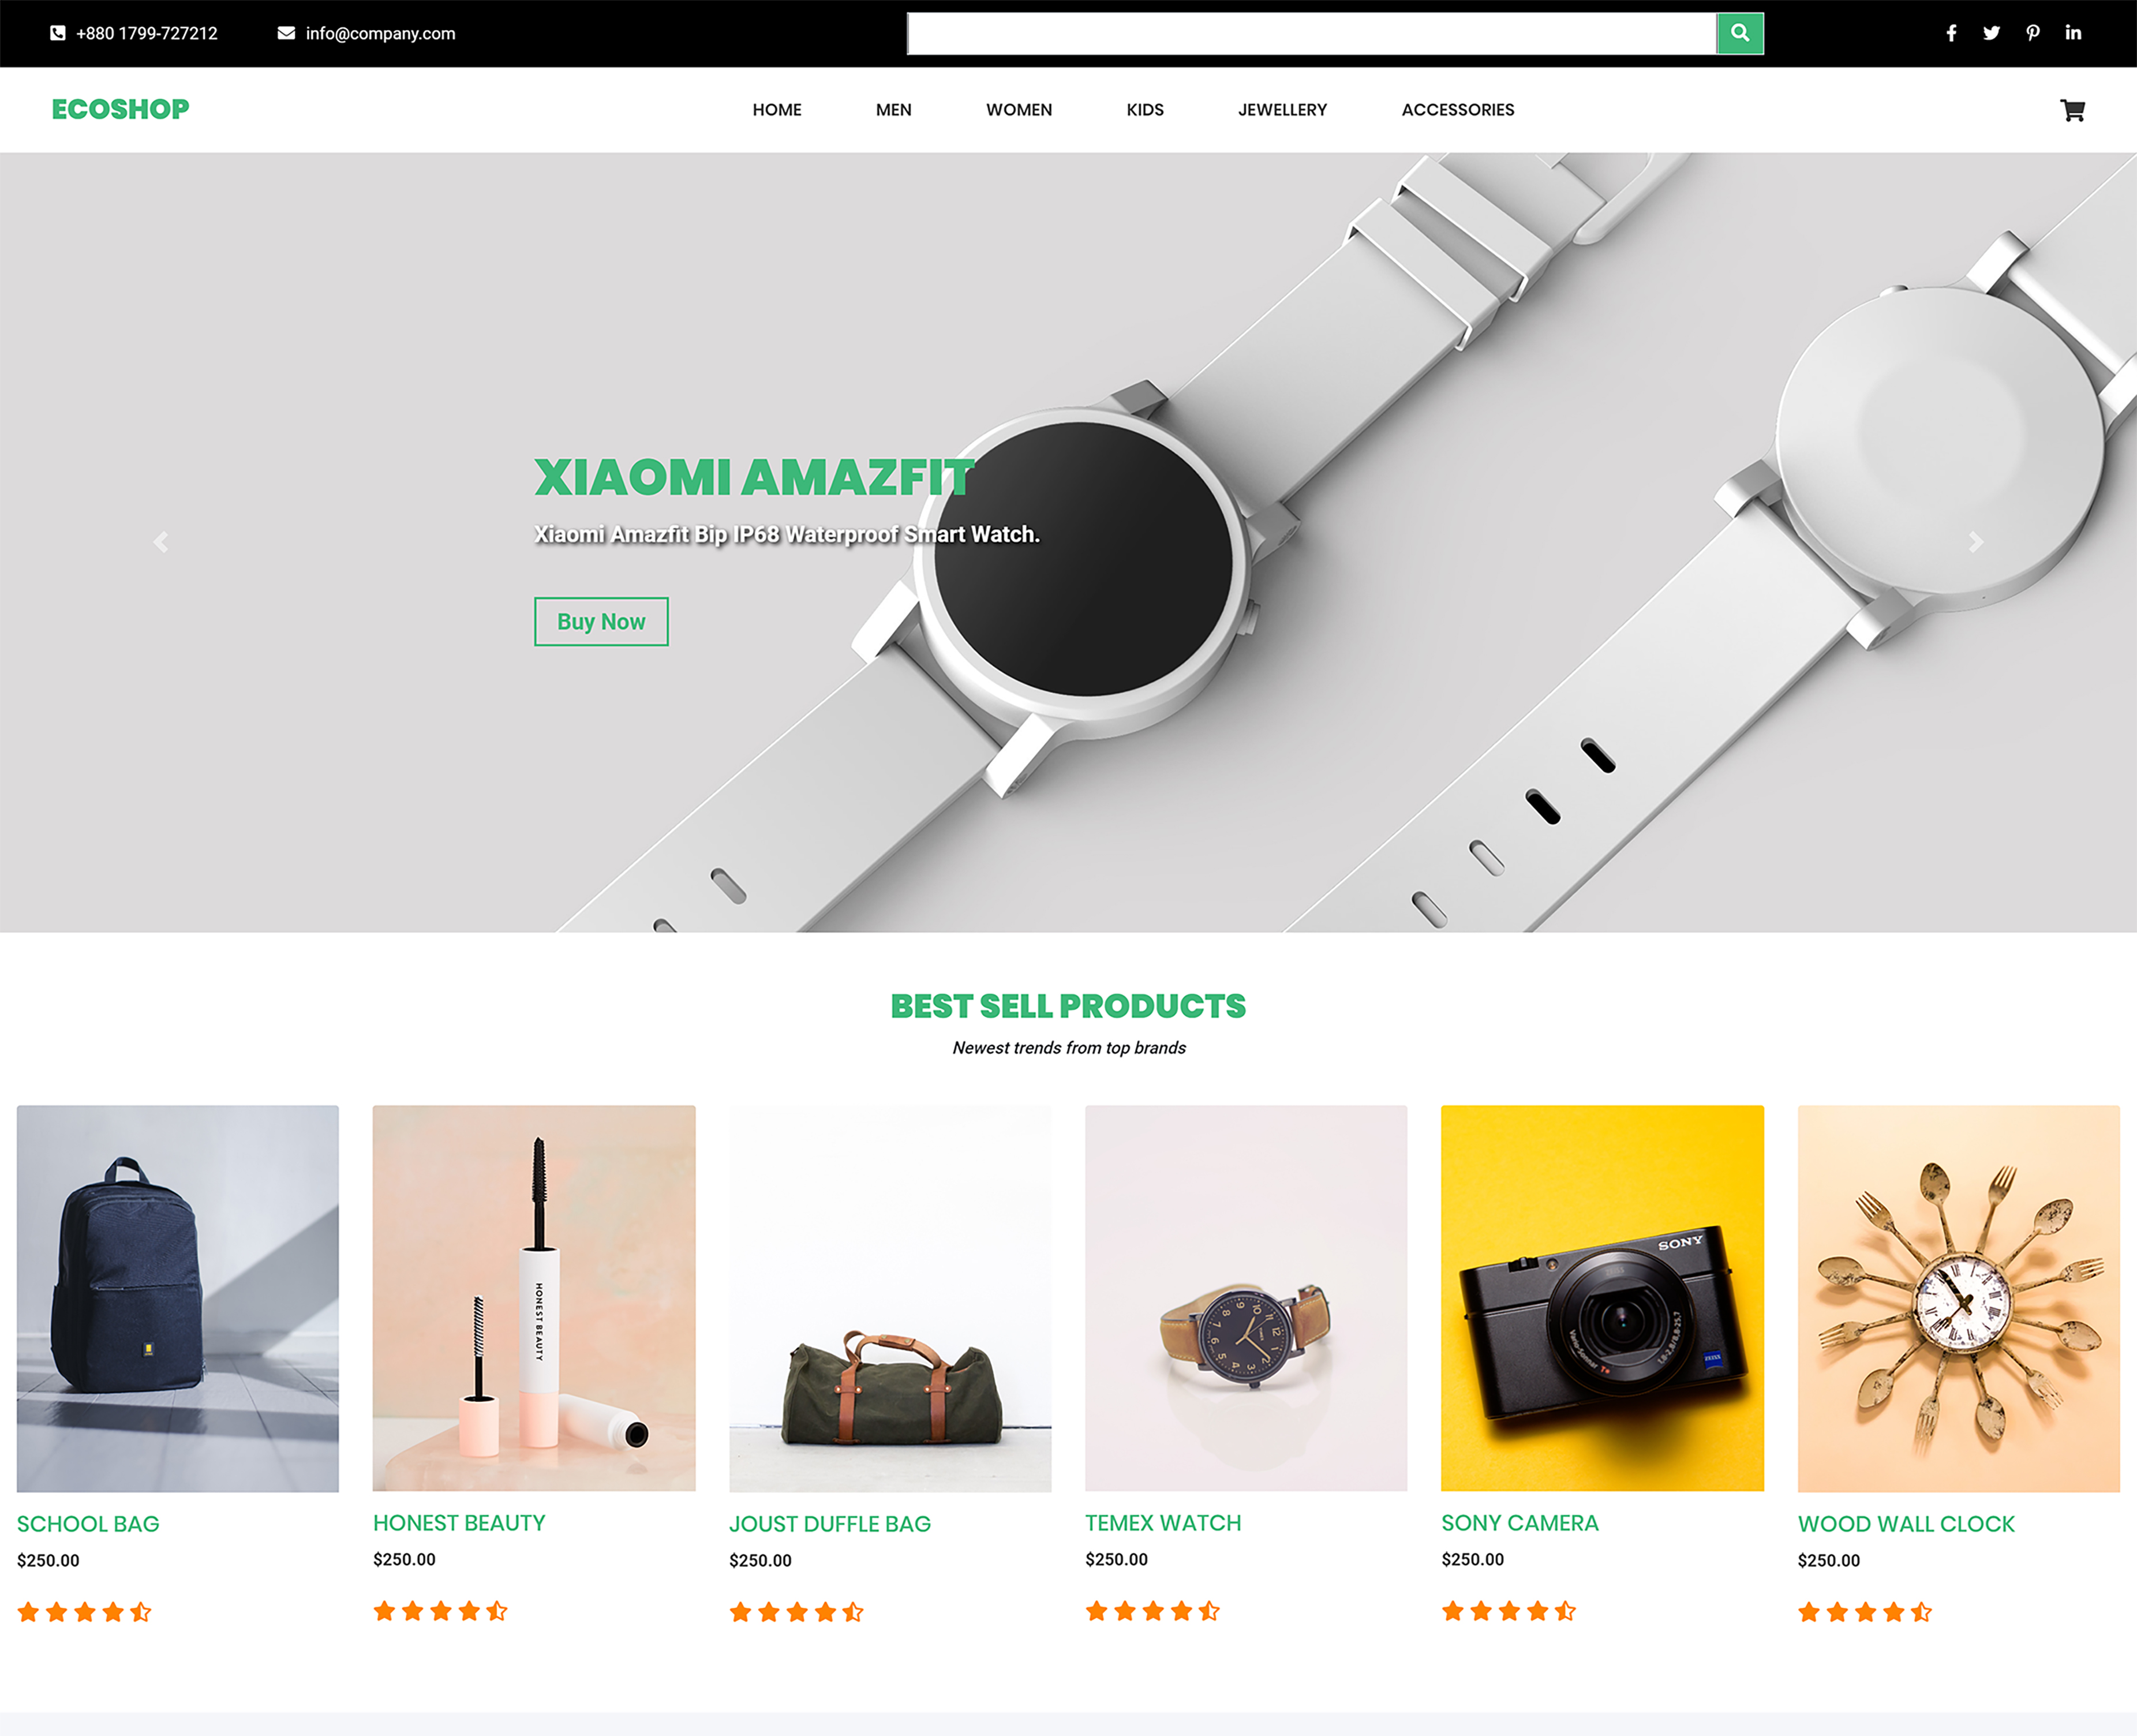 +880 1799-727212
info@company.com
ECOSHOP
HOME
MEN
WOMEN
KIDS
JEWELLERY
ACCESSORIES
XIAOMI AMAZFIT
Xiaomi Amazfit Bip IP68 Waterproof Smart Watch.
Buy Now
BEST SELL PRODUCTS
Newest trends from top brands
HONEST BEAUTY
SONY
ZEISS
SCHOOL BAG
$250.00
HONEST BEAUTY
$250.00
JOUST DUFFLE BAG
$250.00
TEMEX WATCH
$250.00
SONY CAMERA
$250.00
WOOD WALL CLOCK
$250.00